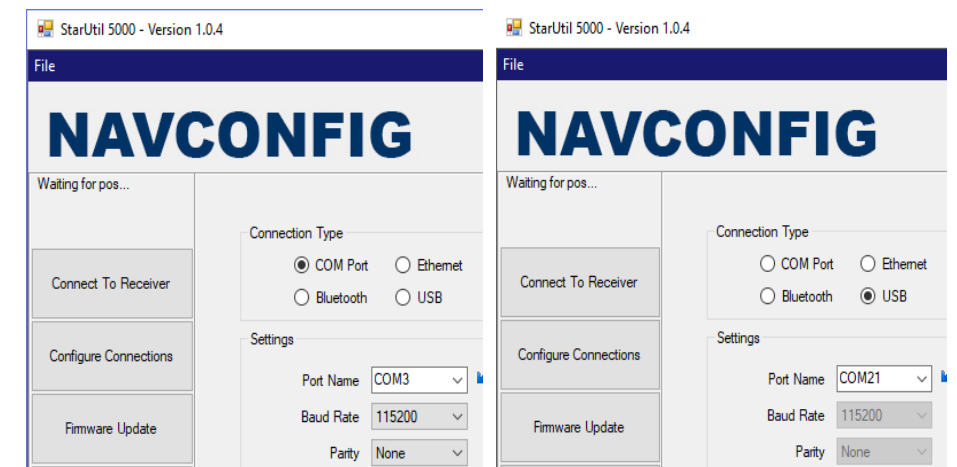 StarUtil 5000 - Version 1.0.4
File
NAVCONFIG
Waiting for pos...
Connection Type
COM Port Ethernet
Connect To Receiver
Bluetooth USB
Settings
Configure Connections
Port Name COM3
Baud Rate 115200
Firmware Update
Parity None
StarUtil 5000 - Version 1.0.4
File
NAVCONFIG
Waiting for pos...
Connection Type
COM Port Ethernet
Connect To Receiver
Bluetooth USB
Settings
Configure Connections
Port Name COM21
Baud Rate 115200
Firmware Update
Parity None